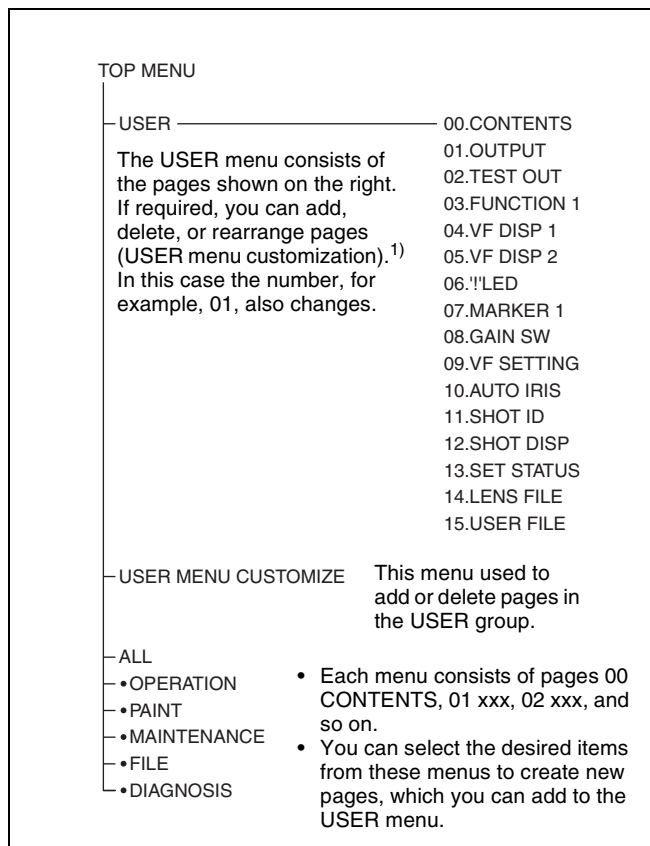 TOP MENU
USER
The USER menu consists of
the pages shown on the right.
If required, you can add,
delete, or rearrange pages
(USER menu customization).1)
In this case the number, for
example, 01, also changes.
00.CONTENTS
01.OUTPUT
02.TEST OUT
03.FUNCTION 1
04.VF DISP 1
05.VF DISP 2
06.'!'LED
07.MARKER 1
08.GAIN SW
09.VF SETTING
10.AUTO IRIS
11.SHOT ID
12.SHOT DISP
13.SET STATUS
14.LENS FILE
15.USER FILE
USER MENU CUSTOMIZE
This menu used to
add or delete pages in
the USER group.
ALL
•OPERATION
•PAINT
•MAINTENANCE
•FILE
•DIAGNOSIS
• Each menu consists of pages 00
CONTENTS, 01 xxx, 02 xxx, and
so on.
• You can select the desired items
from these menus to create new
pages, which you can add to the
USER menu.